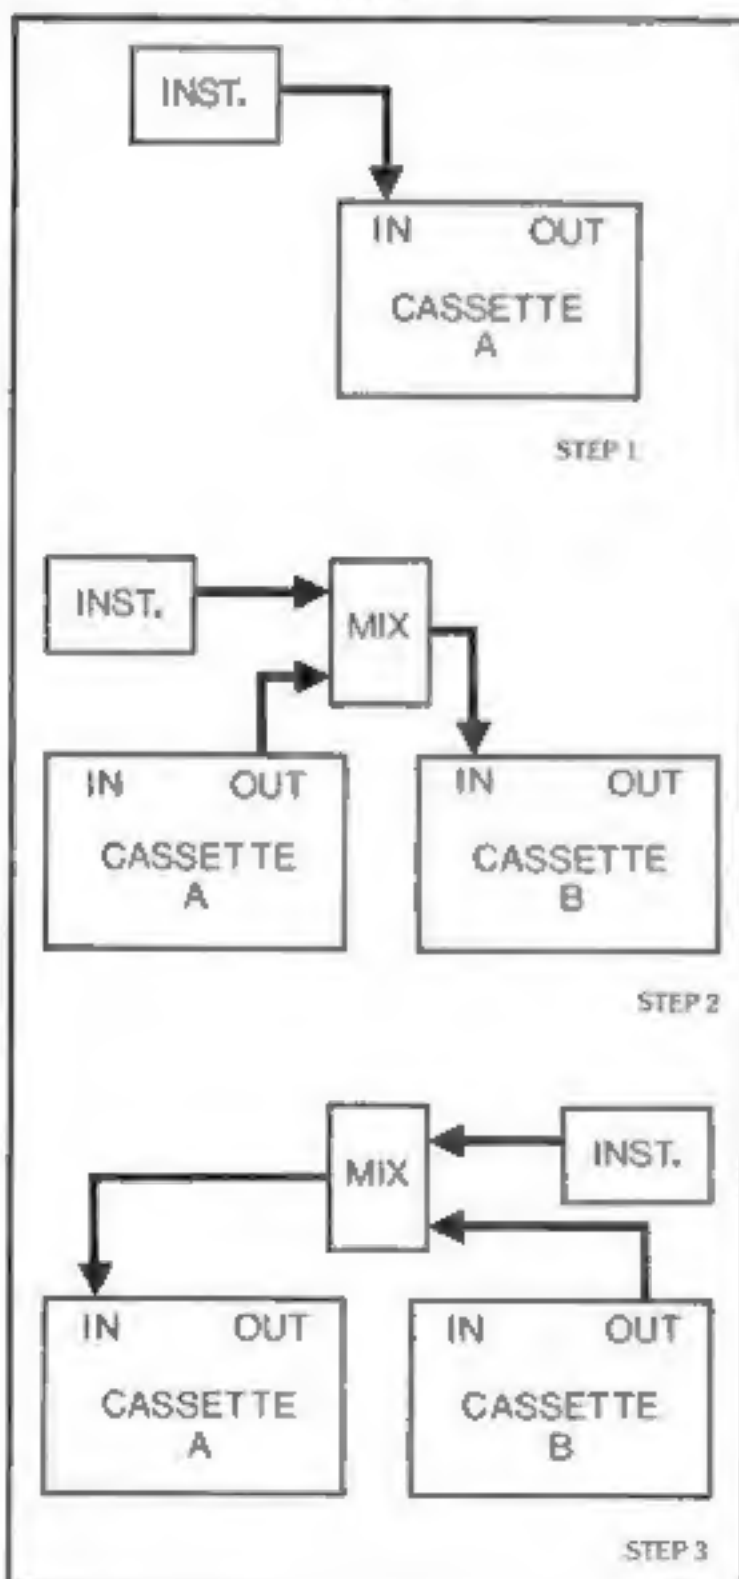 INST.
IN OUT
CASSETTE
A
STEP 1
INST.
MIX
IN OUT
CASSETTE
A
IN OUT
CASSETTE
B
STEP 2
MIX
INST.
IN OUT
CASSETTE
A
IN OUT
CASSETTE
B
STEP 3